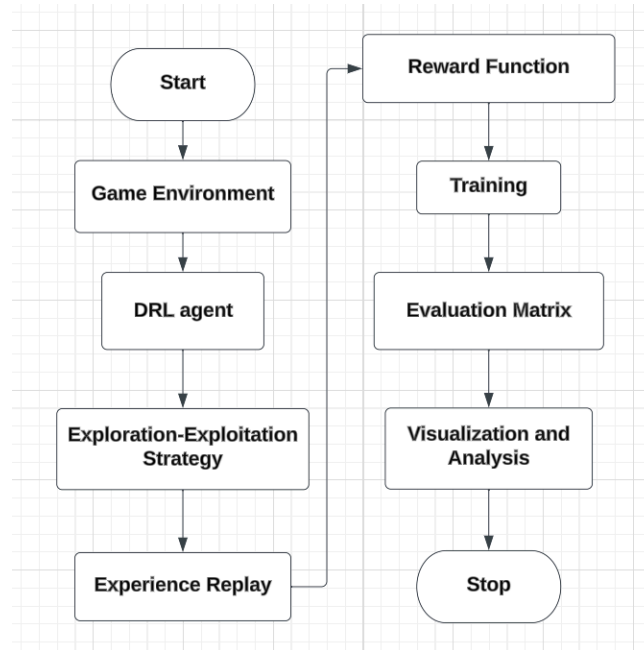 Start
Game Environment
DRL agent
Exploration-Exploitation
Strategy
Experience Replay
Reward Function
Training
Evaluation Matrix
Visualization and
Analysis
Stop